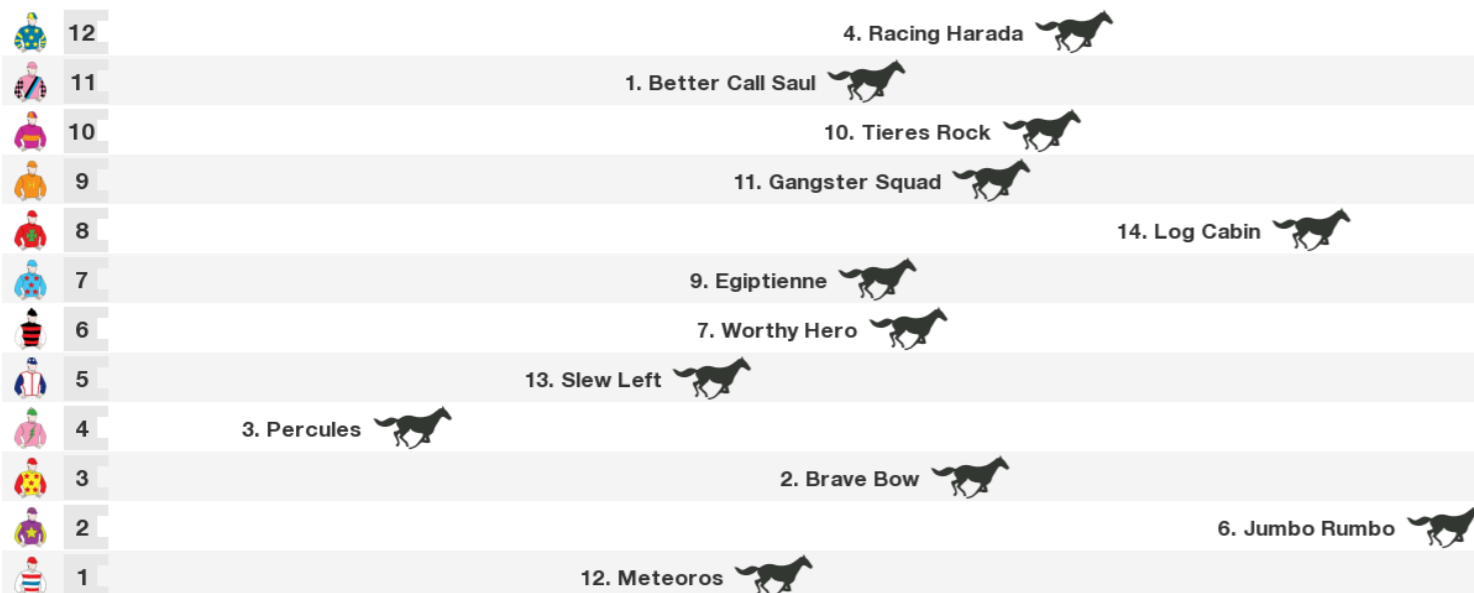 12 4. Racing Harada
11 1. Better Call Saul
10 10. Tieres Rock
9 11. Gangster Squad
8 14. Log Cabin
7 9. Egiptienne
6 7. Worthy Hero
5 13. Slew Left
4 3. Percules
3 2. Brave Bow
2 6. Jumbo Rumbo
1 12. Meteoros